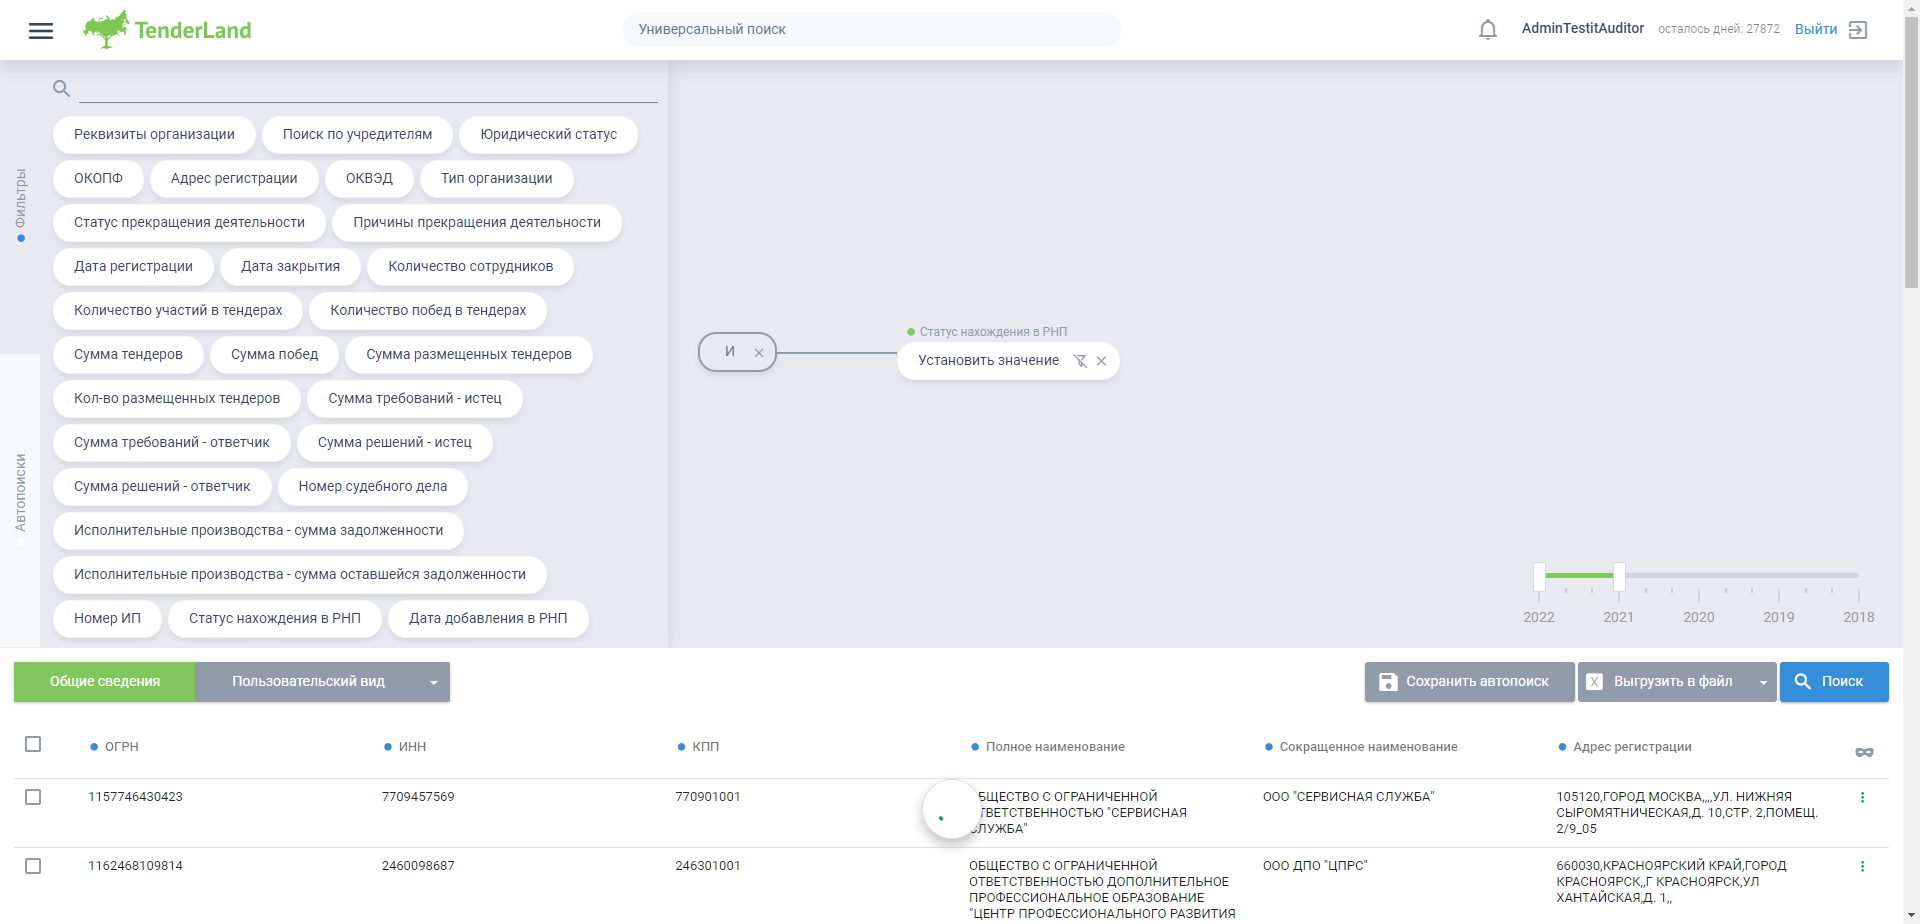 TenderLand
Универсальный поиск
AdminTestitAuditor
осталось дней: 27872
Выйти
Фильтры
Автопоиски
Реквизиты организации
Поиск по учредителям
Юридический статус
ОКОПФ
Адрес регистрации
ОКВЭД
Тип организации
Статус прекращения деятельности
Причины прекращения деятельности
Дата регистрации
Дата закрытия
Количество сотрудников
Количество участий в тендерах
Количество побед в тендерах
Сумма тендеров
Сумма побед
Сумма размещенных тендеров
Кол-во размещенных тендеров
Сумма требований - истец
Сумма требований - ответчик
Сумма решений - истец
Сумма решений - ответчик
Номер судебного дела
Исполнительные производства - сумма задолженности
Исполнительные производства - сумма оставшейся задолженности
Номер ИП
Статус нахождения в РНП
Дата добавления в РНП
И
Статус нахождения в РНП
Установить значение
2022
2021
2020
2019
2018
Общие сведения
Пользовательский вид
Сохранить автопоиск
X
Выгрузить в файл
Поиск
ОГРН
ИНН
КПП
Полное наименование
Сокращенное наименование
Адрес регистрации
1157746430423
7709457569
770901001
БЩЕСТВО С ОГРАНИЧЕННОЙ
ТВЕТСТВЕННОСТЬЮ "СЕРВИСНАЯ
СЛУЖБА"
ООО "СЕРВИСНАЯ СЛУЖБА"
105120,ГОРОД МОСКВА,,,,УЛ. НИЖНЯЯ
СЫРОМЯТНИЧЕСКАЯ,Д. 10,СТР. 2,ПОМЕЩ.
2/9_05
1162468109814
2460098687
246301001
ОБЩЕСТВО С ОГРАНИЧЕННОЙ
ОТВЕТСТВЕННОСТЬЮ ДОПОЛНИТЕЛЬНОЕ
ПРОФЕССИОНАЛЬНОЕ ОБРАЗОВАНИЕ
"ЦЕНТР ПРОФЕССИОНАЛЬНОГО РАЗВИТИЯ
ООО ДПО "ЦПРС"
660030,КРАСНОЯРСКИЙ КРАЙ,ГОРОД
КРАСНОЯРСК,,Г КРАСНОЯРСК,УЛ
ХАНТАЙСКАЯ,Д. 1,,